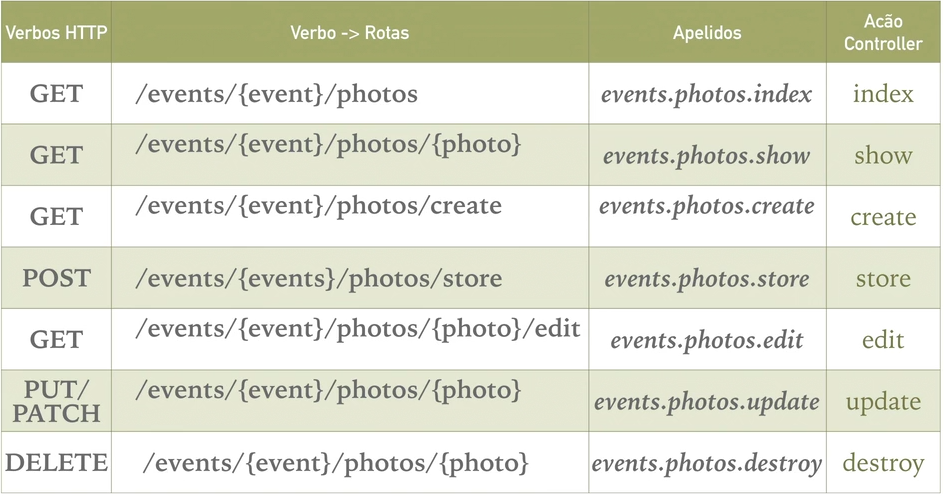 Verbos HTTP Verbo -> Rotas Apelidos Acão Controller
GET /events/{event}/photos events.photos.index index
GET /events/{event}/photos/{photo} events.photos.show show
GET /events/{event}/photos/create events.photos.create create
POST /events/{events}/photos/store events.photos.store store
GET /events/{event}/photos/{photo}/edit events.photos.edit edit
PUT/PATCH /events/{event}/photos/{photo} events.photos.update update
DELETE /events/{event}/photos/{photo} events.photos.destroy destroy